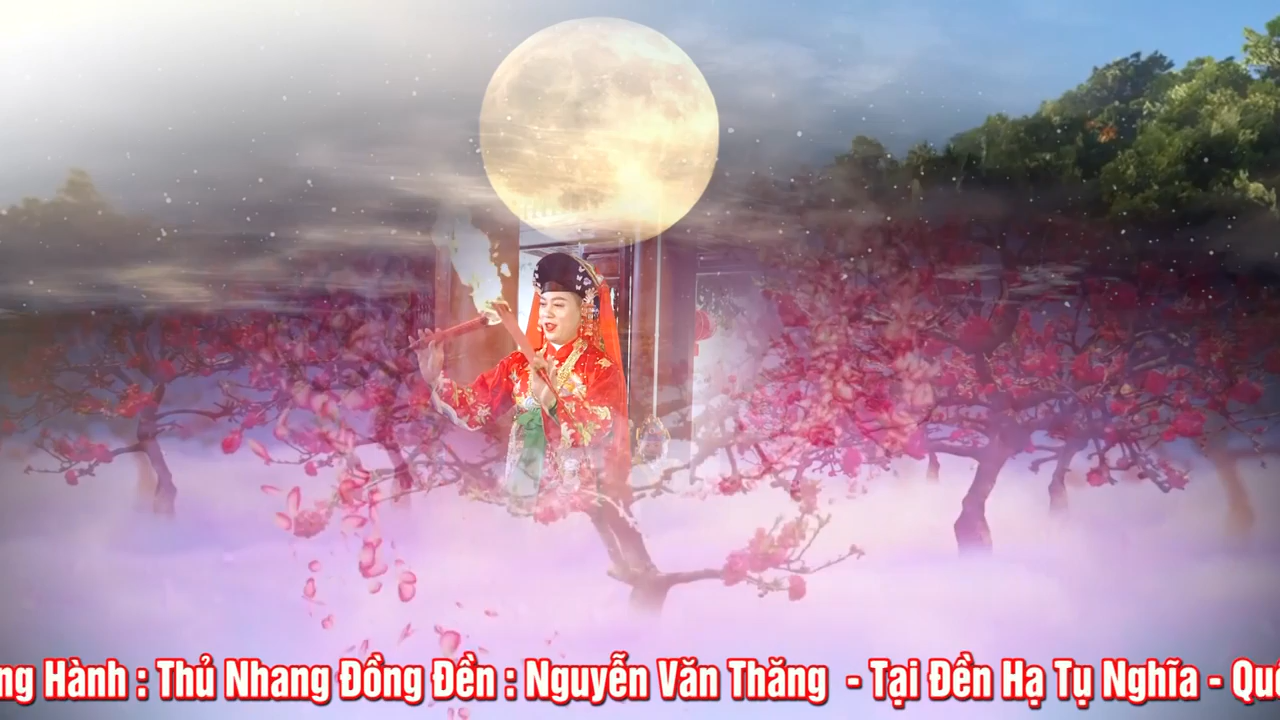 Hành : Thủ Nhang Đồng Đền : Nguyễn Văn Thăng - Tại Đền Hạ Tụ Nghĩa -